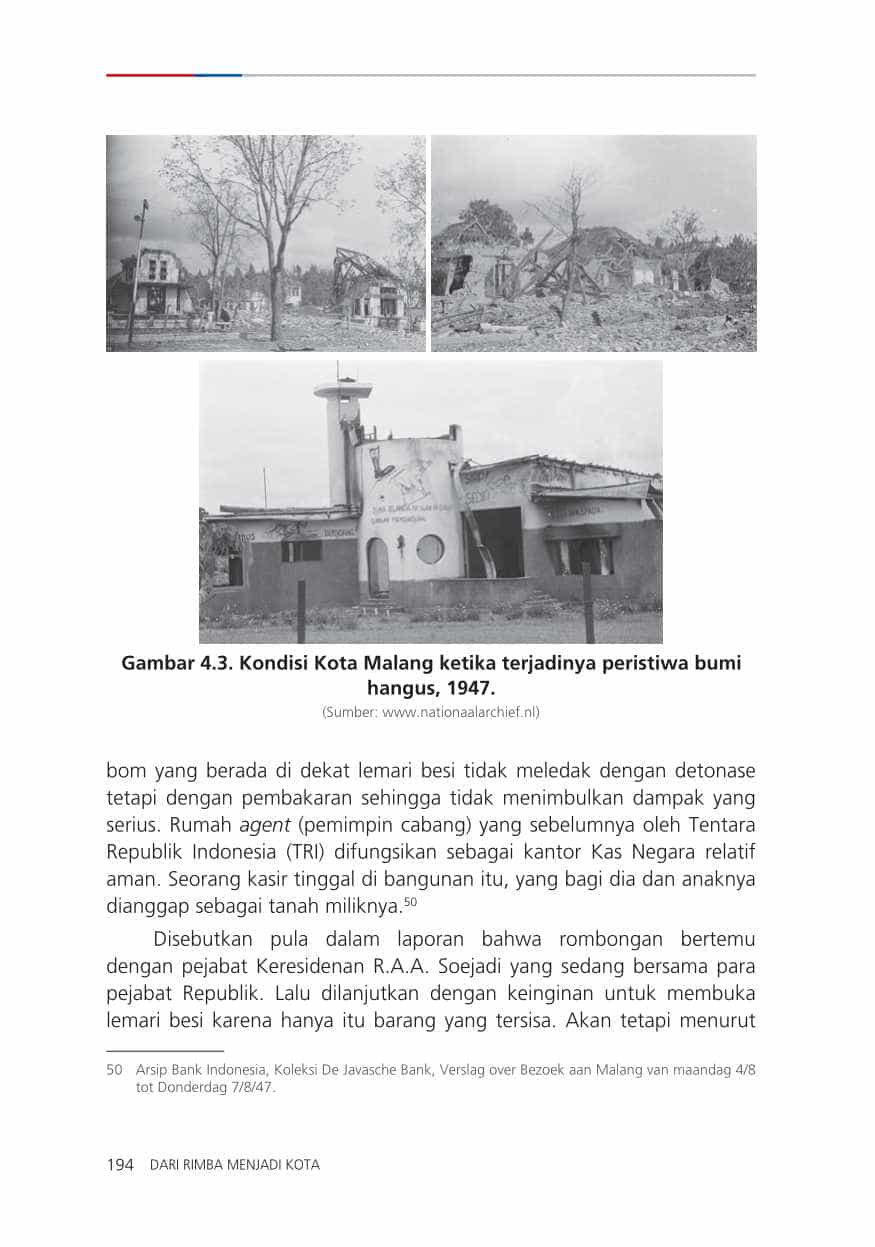 Gambar 4.3. Kondisi Kota Malang ketika terjadinya peristiwa bumi
hangus, 1947.
(Sumber: www.nationaalarchief.nl)
bom yang berada di dekat lemari besi tidak meledak dengan detonase
tetapi dengan pembakaran sehingga tidak menimbulkan dampak yang
serius. Rumah agent (pemimpin cabang) yang sebelumnya oleh Tentara
Republik Indonesia (TRI) difungsikan sebagai kantor Kas Negara relatif
aman. Seorang kasir tinggal di bangunan itu, yang bagi dia dan anaknya
dianggap sebagai tanah miliknya.50
Disebutkan pula dalam laporan bahwa rombongan bertemu
dengan pejabat Keresidenan R.A.A. Soejadi yang sedang bersama para
pejabat Republik. Lalu dilanjutkan dengan keinginan untuk membuka
lemari besi karena hanya itu barang yang tersisa. Akan tetapi menurut
50 Arsip Bank Indonesia, Koleksi De Javasche Bank, Verslag over Bezoek aan Malang van maandag 4/8
tot Donderdag 7/8/47.
194 DARI RIMBA MENJADI KOTA